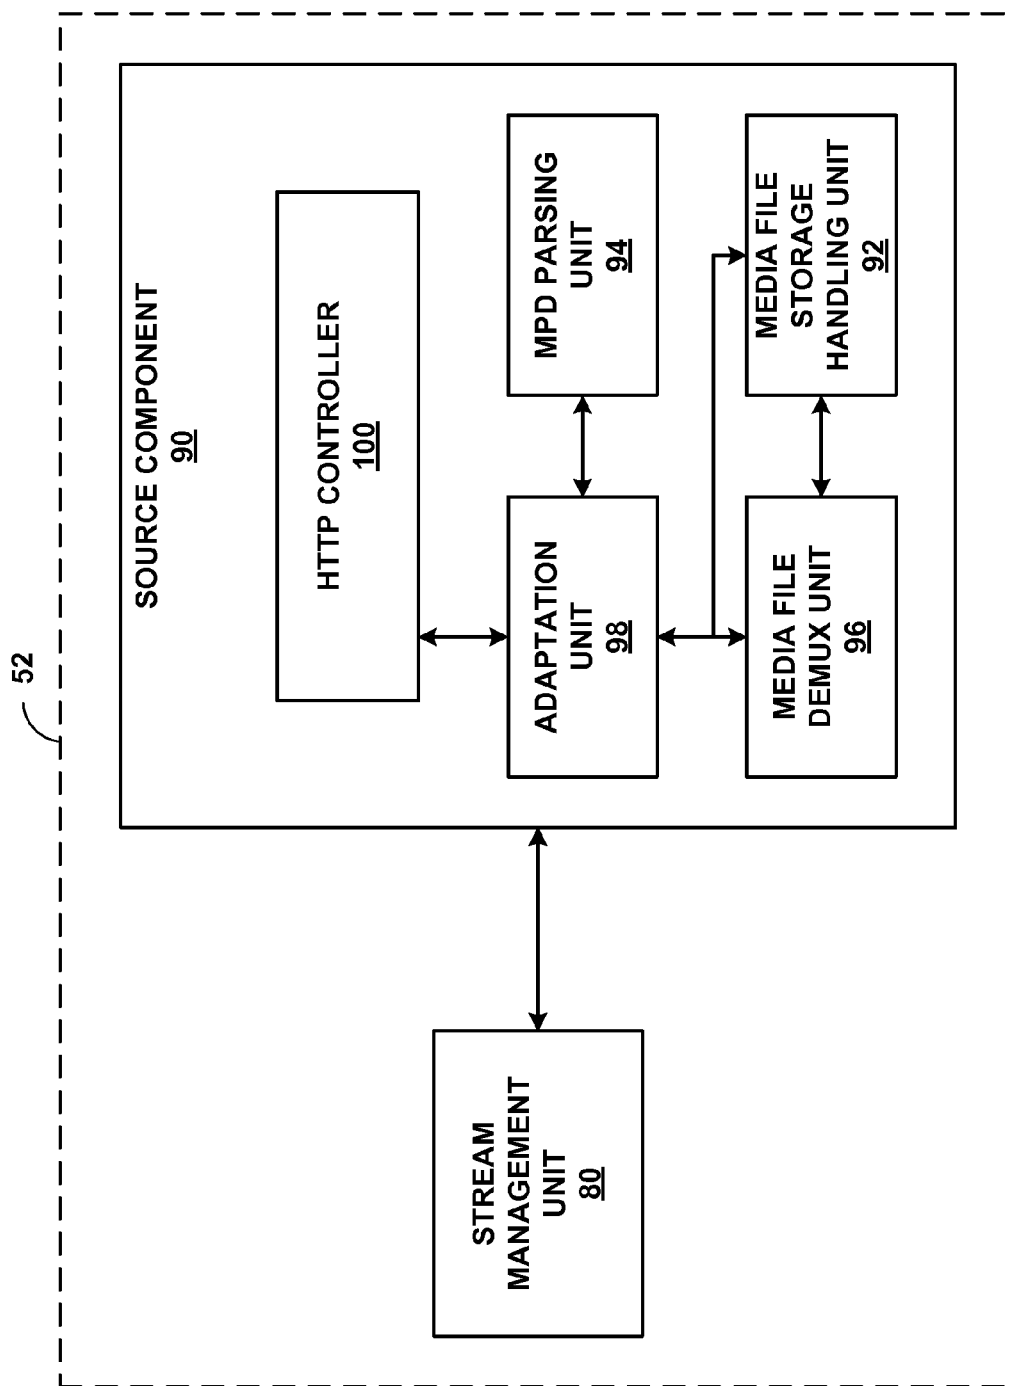 52
SOURCE COMPONENT
90
HTTP CONTROLLER
100
ADAPTATION
UNIT
98
MPD PARSING
UNIT
94
MEDIA FILE
DEMUX UNIT
96
MEDIA FILE
STORAGE
HANDLING UNIT
92
STREAM
MANAGEMENT
UNIT
80